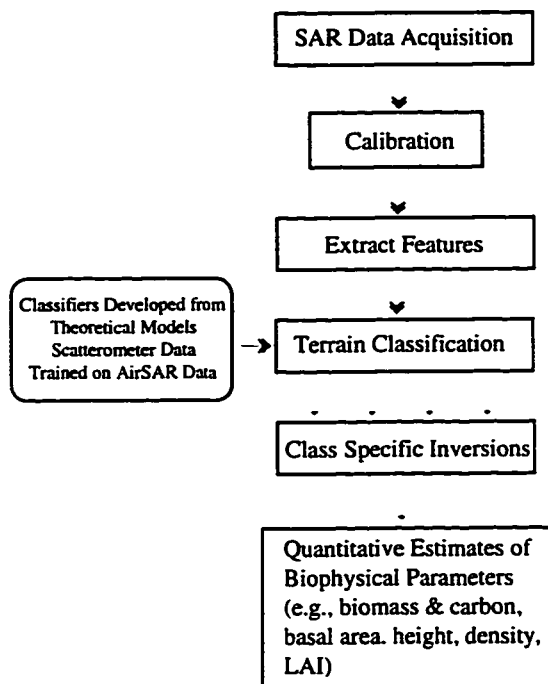 SAR Data Acquisition
Calibration
Extract Features
Classifiers Developed from
Theoretical Models
Scatterometer Data
Trained on AirSAR Data
Terrain Classification
Class Specific Inversions
Quantitative Estimates of
Biophysical Parameters
(e.g., biomass & carbon,
basal area. height, density,
LAI)